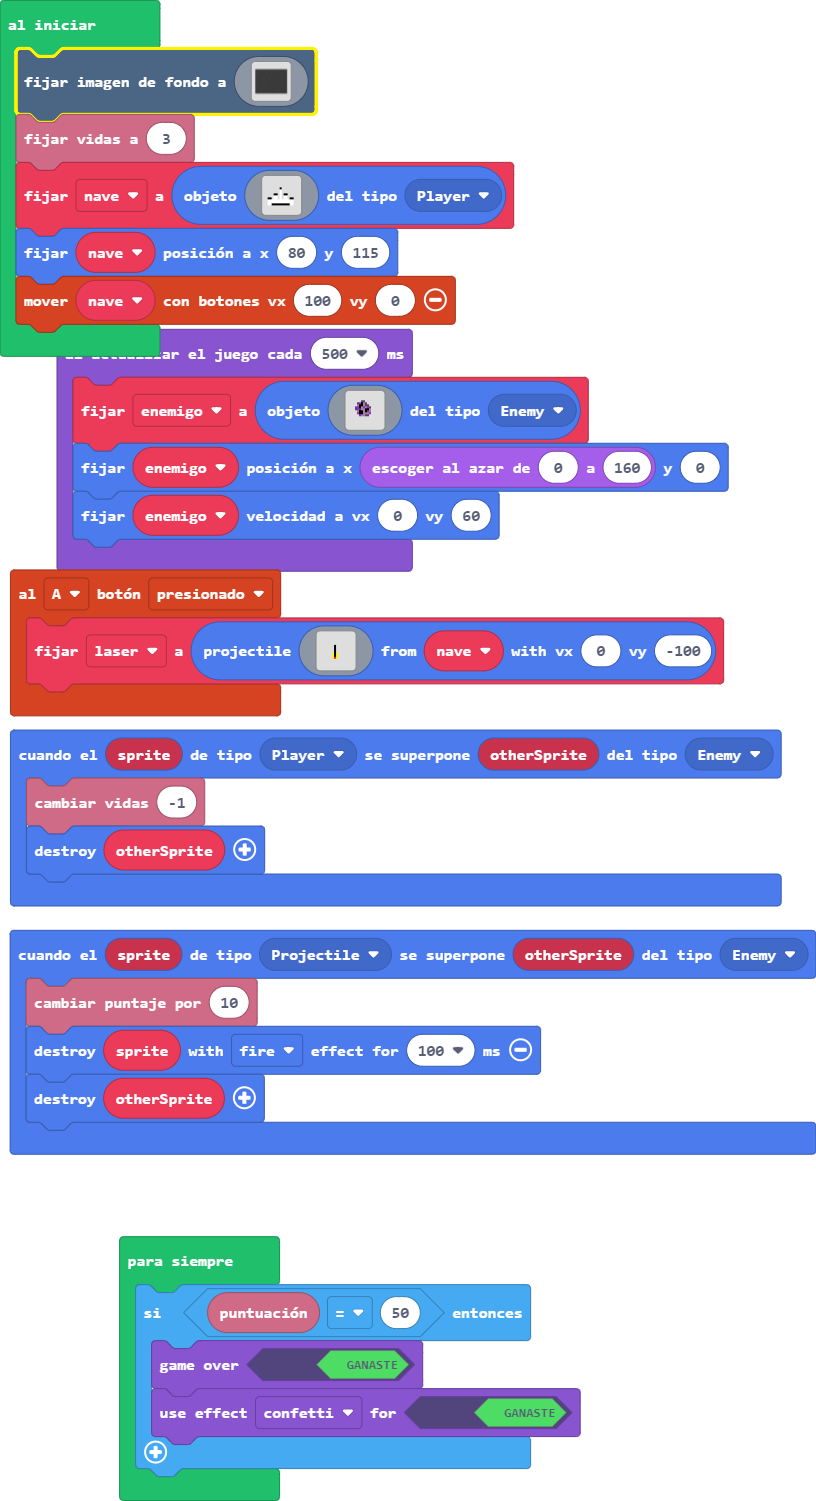 al iniciar
fijar imagen de fondo a
fijar vidas a 3
fijar nave a objeto del tipo Player
fijar nave posición a x 80 y 115
mover nave con botones vx 100 vy 0
el juego cada 500 ms
fijar enemigo a objeto del tipo Enemy
fijar enemigo posición a x escoger al azar de 0 a 160 y 0
fijar enemigo velocidad a vx 0 vy 60
al A botón presionado
fijar laser a projectile from nave with vx 0 vy -100
cuando el sprite de tipo Player se superpone otherSprite del tipo Enemy
cambiar vidas -1
destroy otherSprite
cuando el sprite de tipo Projectile se superpone otherSprite del tipo Enemy
cambiar puntaje por 10
destroy sprite with fire effect for 100 ms
destroy otherSprite
para siempre
si puntuación = 50 entonces
game over GANASTE
use effect confetti for GANASTE